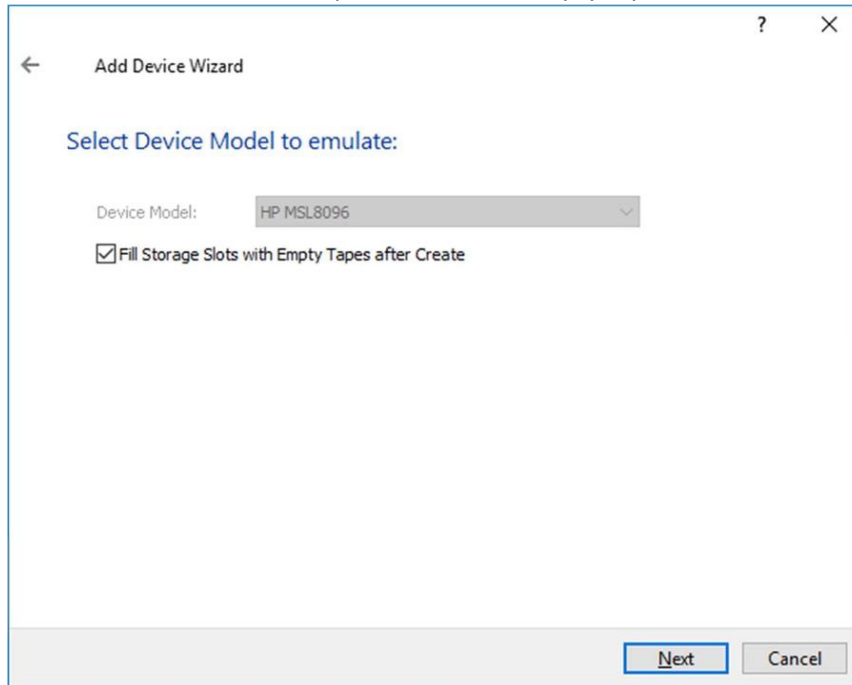 ?
Add Device Wizard
Select Device Model to emulate:
Device Model: HP MSL8096
Fill Storage Slots with Empty Tapes after Create
Next Cancel